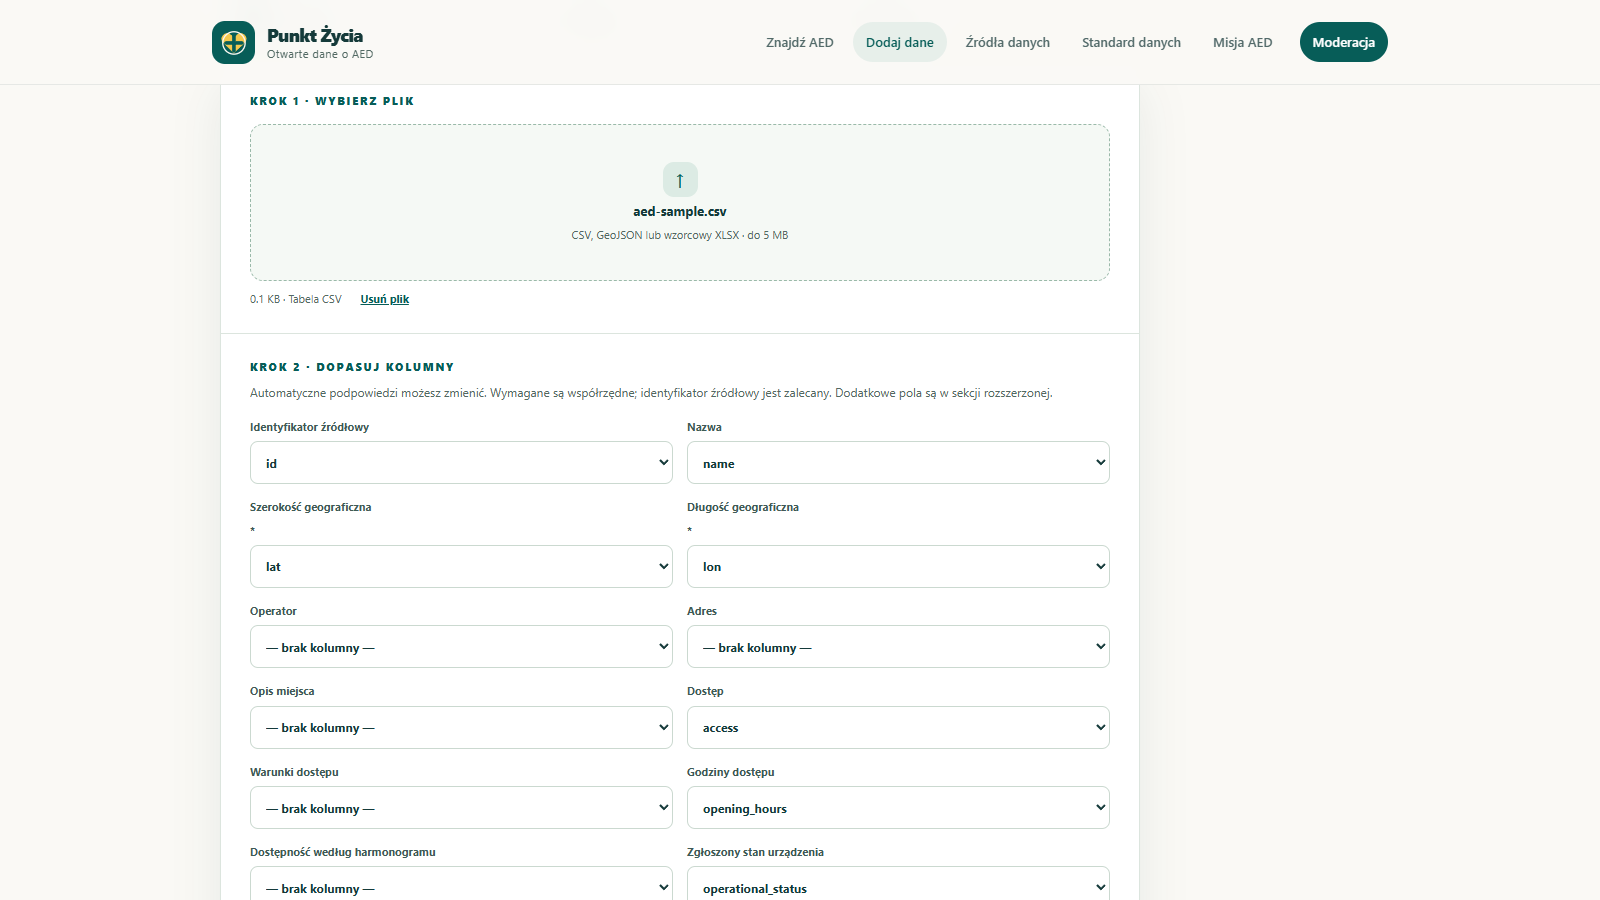 Punkt Życia
Otwarte dane o AED
Znajdź AED
Dodaj dane
Źródła danych
Standard danych
Misja AED
Moderacja
KROK 1 · WYBIERZ PLIK
↑
aed-sample.csv
CSV, GeoJSON lub wzorcowy XLSX · do 5 MB
0.1 KB · Tabela CSV
Usuń plik
KROK 2 · DOPASUJ KOLUMNY
Automatyczne podpowiedzi możesz zmienić. Wymagane są współrzędne; identyfikator źródłowy jest zalecany. Dodatkowe pola są w sekcji rozszerzonej.
Identyfikator źródłowy
id
Nazwa
name
Szerokość geograficzna
*
lat
Długość geograficzna
*
lon
Operator
— brak kolumny —
Adres
— brak kolumny —
Opis miejsca
— brak kolumny —
Dostęp
access
Warunki dostępu
— brak kolumny —
Godziny dostępu
opening_hours
Dostępność według harmonogramu
— brak kolumny —
Zgłoszony stan urządzenia
operational_status